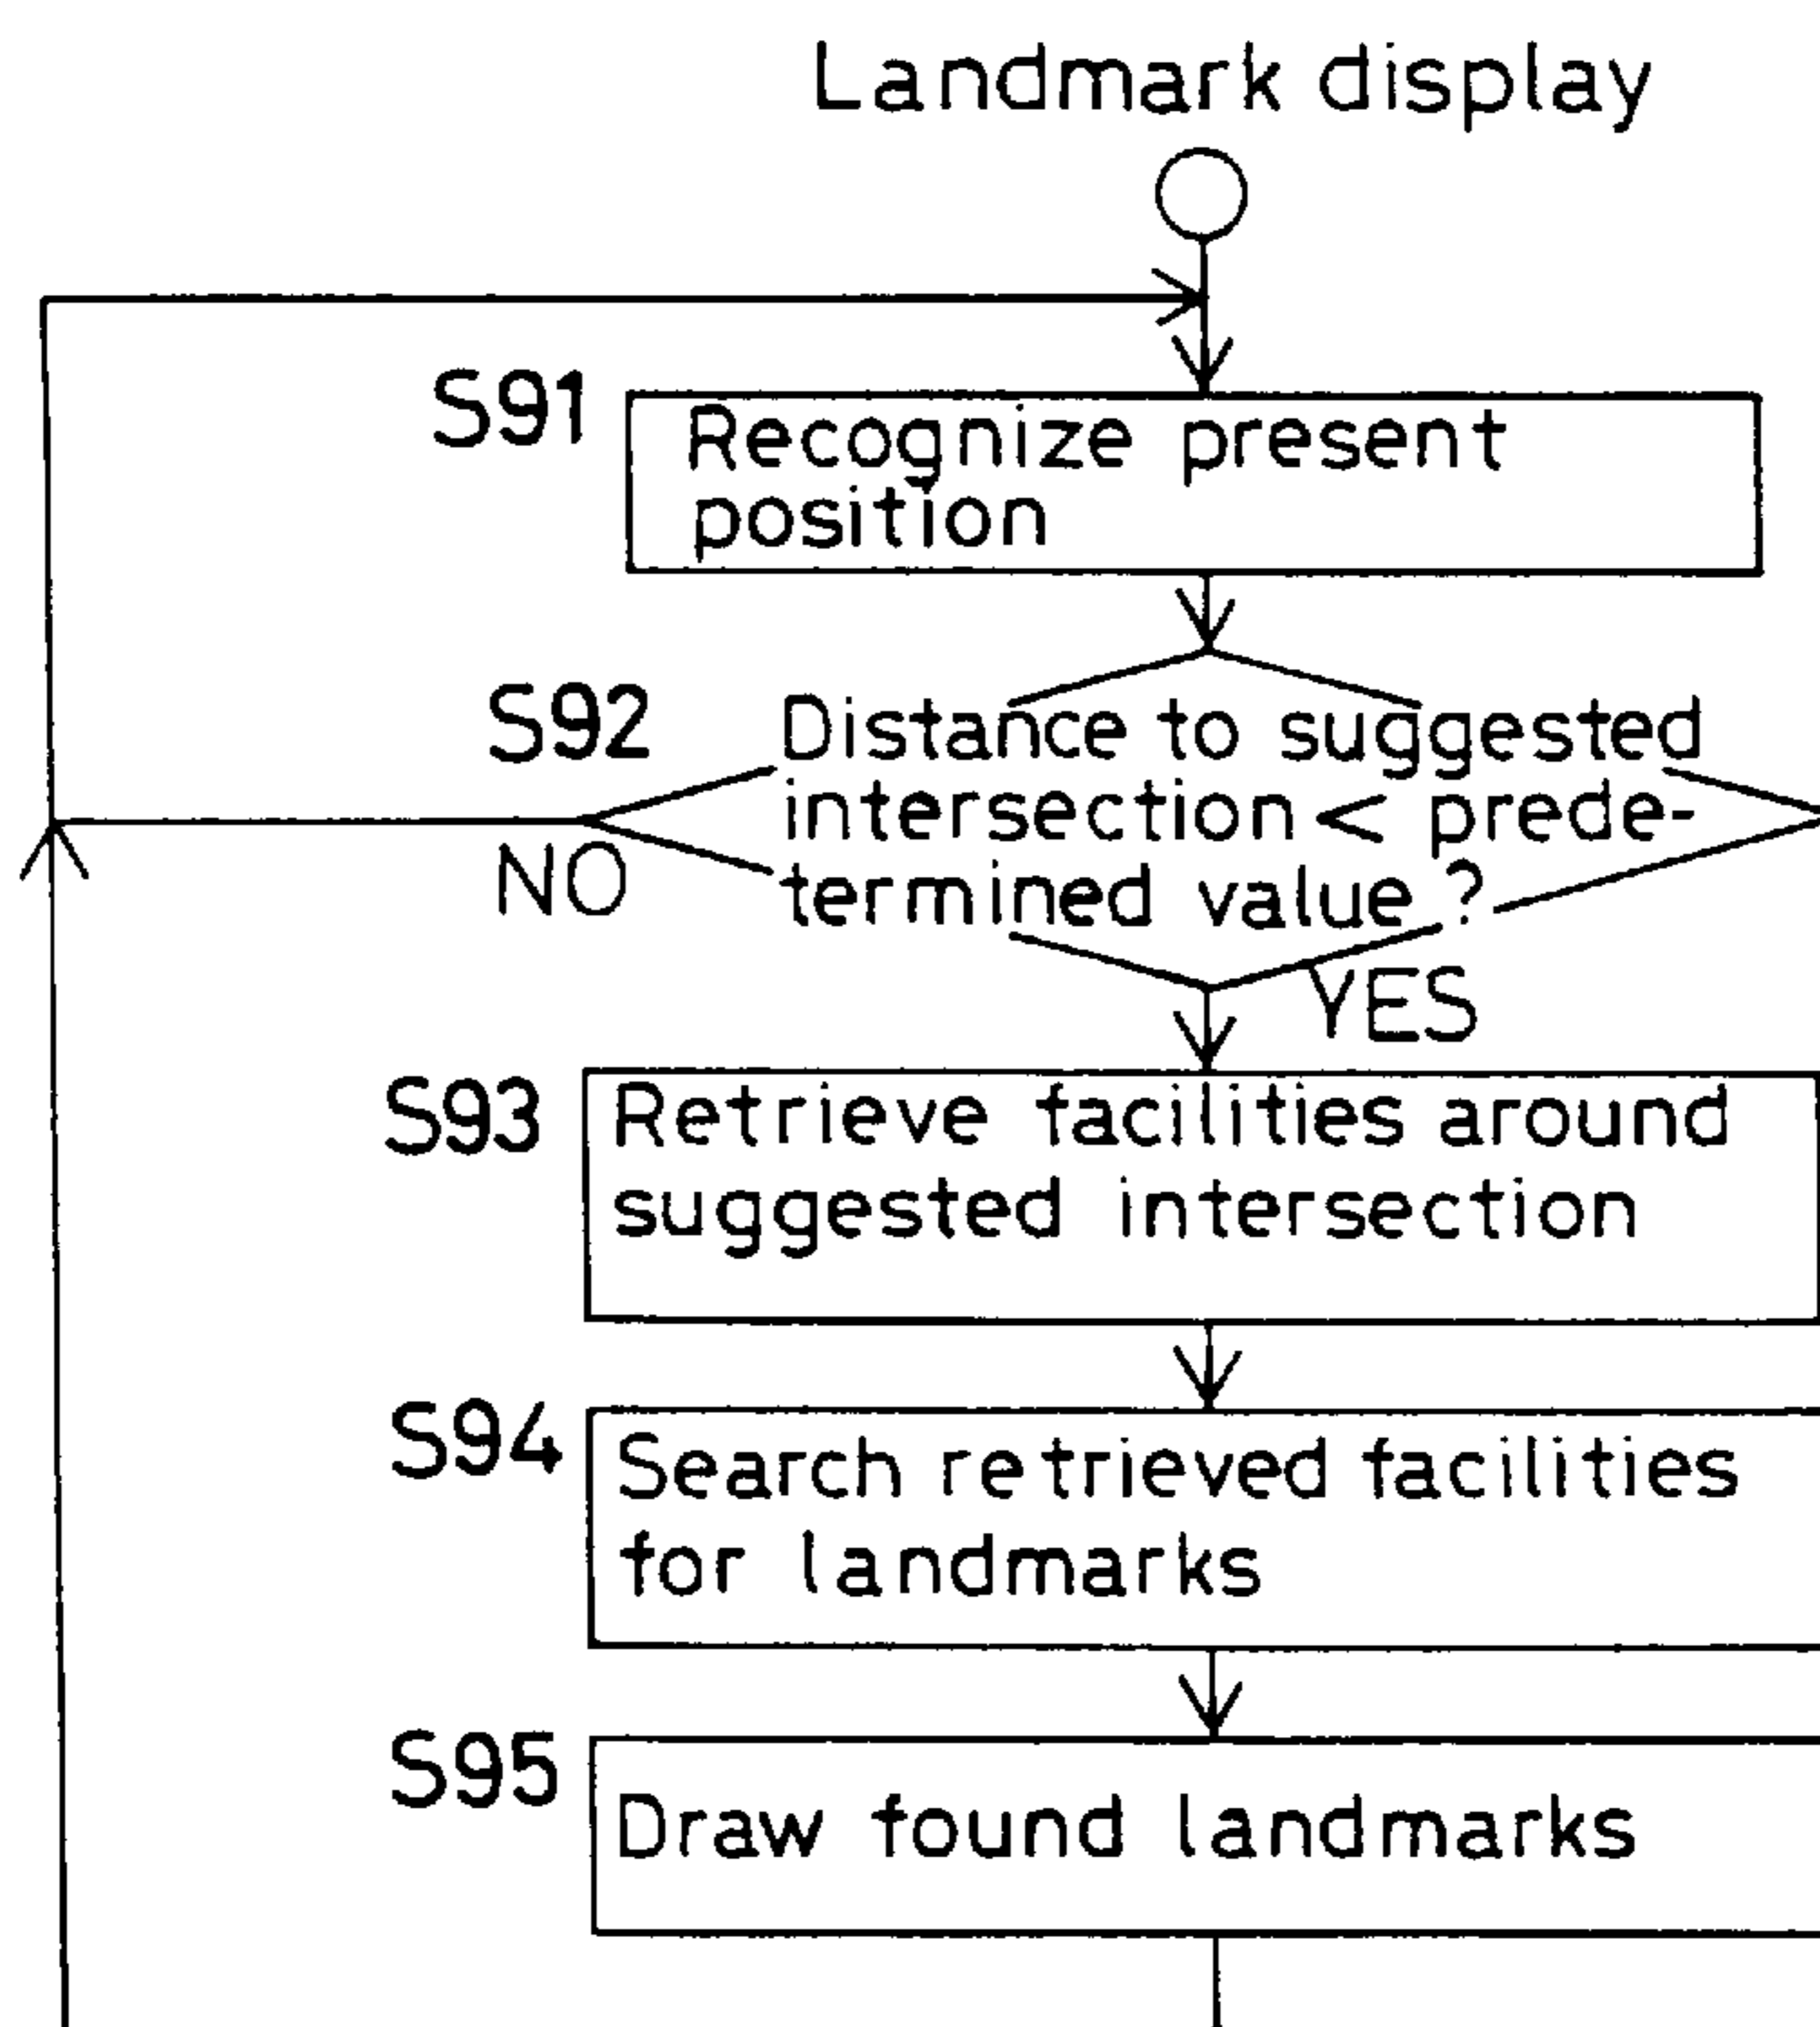 Landmark display
S91
Recognize present
position
S92
Distance to suggested
intersection < prede-
termined value ?
NO
YES
S93
Retrieve facilities around
suggested intersection
S94
Search retrieved facilities
for landmarks
S95
Draw found landmarks